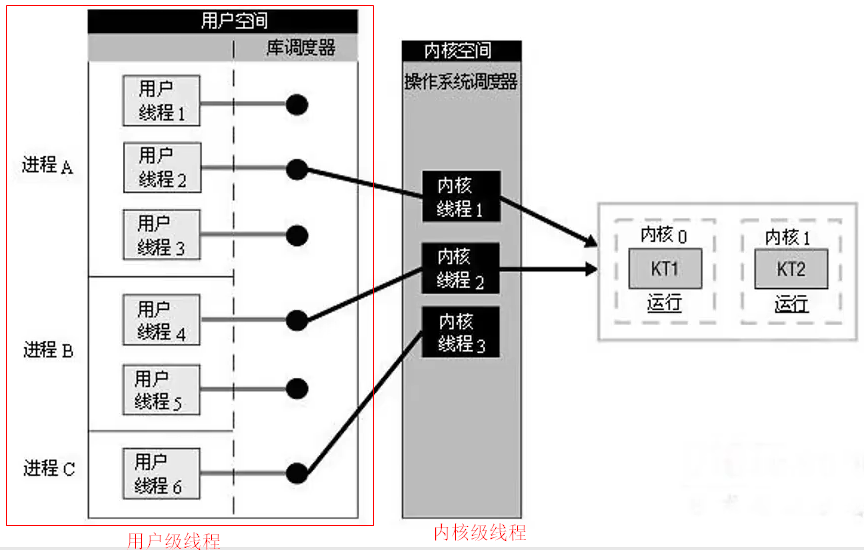 用户空间
库调度器
进程A
用户
线程1
用户
线程2
用户
线程3
进程B
用户
线程4
用户
线程5
进程C
用户
线程6
用户级线程
内核空间
操作系统调度器
内核
线程1
内核
线程2
内核
线程3
内核级线程
内核0
KT1
运行
内核1
KT2
运行